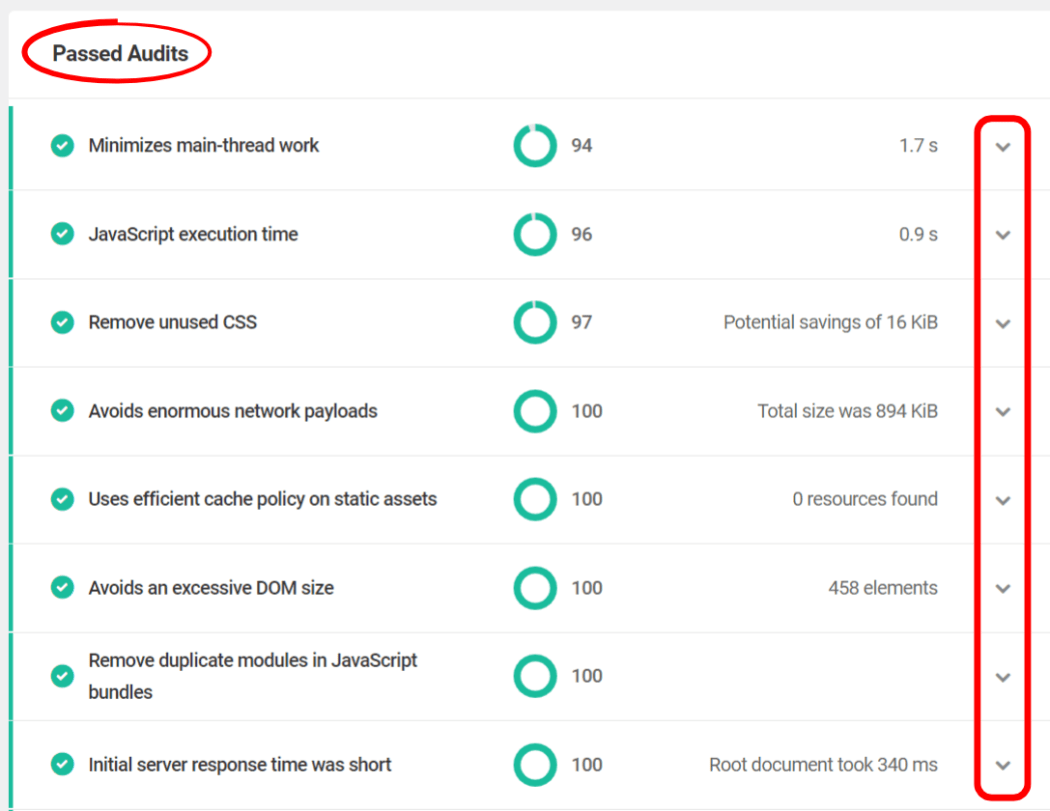 Passed Audits
Minimizes main-thread work 94 1.7 s
JavaScript execution time 96 0.9 s
Remove unused CSS 97 Potential savings of 16 KiB
Avoids enormous network payloads 100 Total size was 894 KiB
Uses efficient cache policy on static assets 100 0 resources found
Avoids an excessive DOM size 100 458 elements
Remove duplicate modules in JavaScript
bundles 100
Initial server response time was short 100 Root document took 340 ms